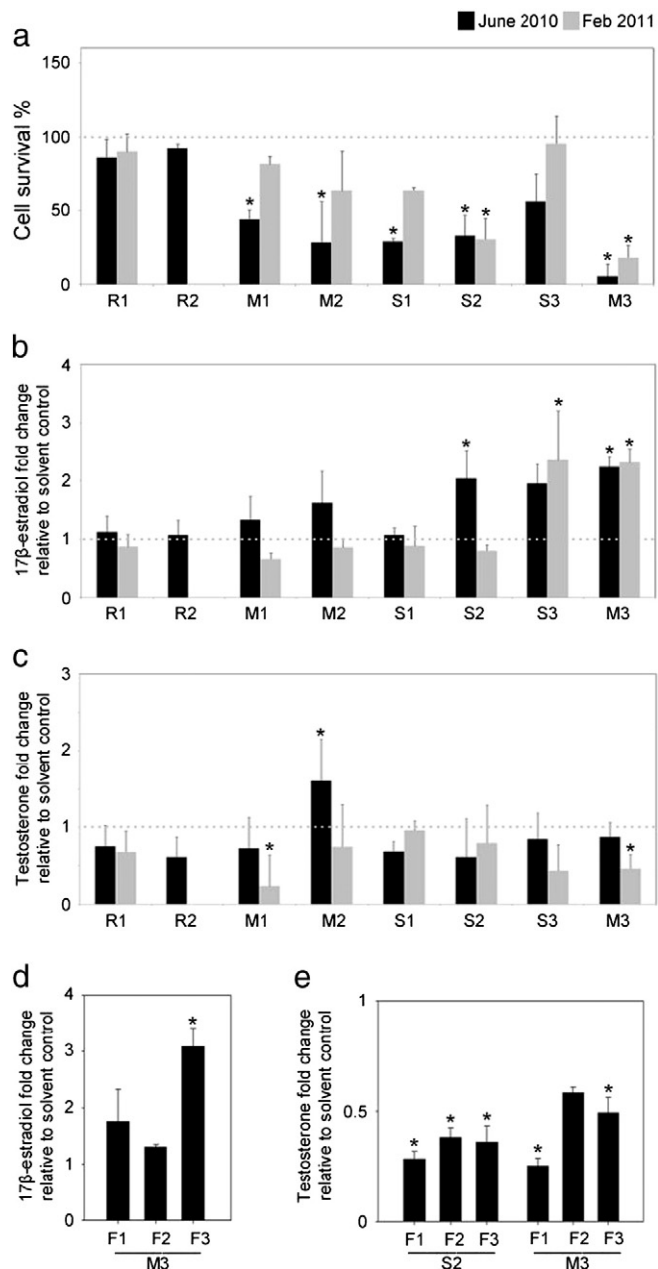 June 2010 Feb 2011
a
Cell survival %
150
100
50
0
* * * * * * *
R1 R2 M1 M2 S1 S2 S3 M3
b
17β-estradiol fold change
relative to solvent control
4
3
2
1
0
* * * *
R1 R2 M1 M2 S1 S2 S3 M3
c
Testosterone fold change
relative to solvent control
3
2
1
0
* * *
R1 R2 M1 M2 S1 S2 S3 M3
d
17β-estradiol fold change
relative to solvent control
4
3
2
1
0
*
F1 F2 F3
M3
e
Testosterone fold change
relative to solvent control
1
0.5
0
* * * * *
F1 F2 F3 F1 F2 F3
S2 M3